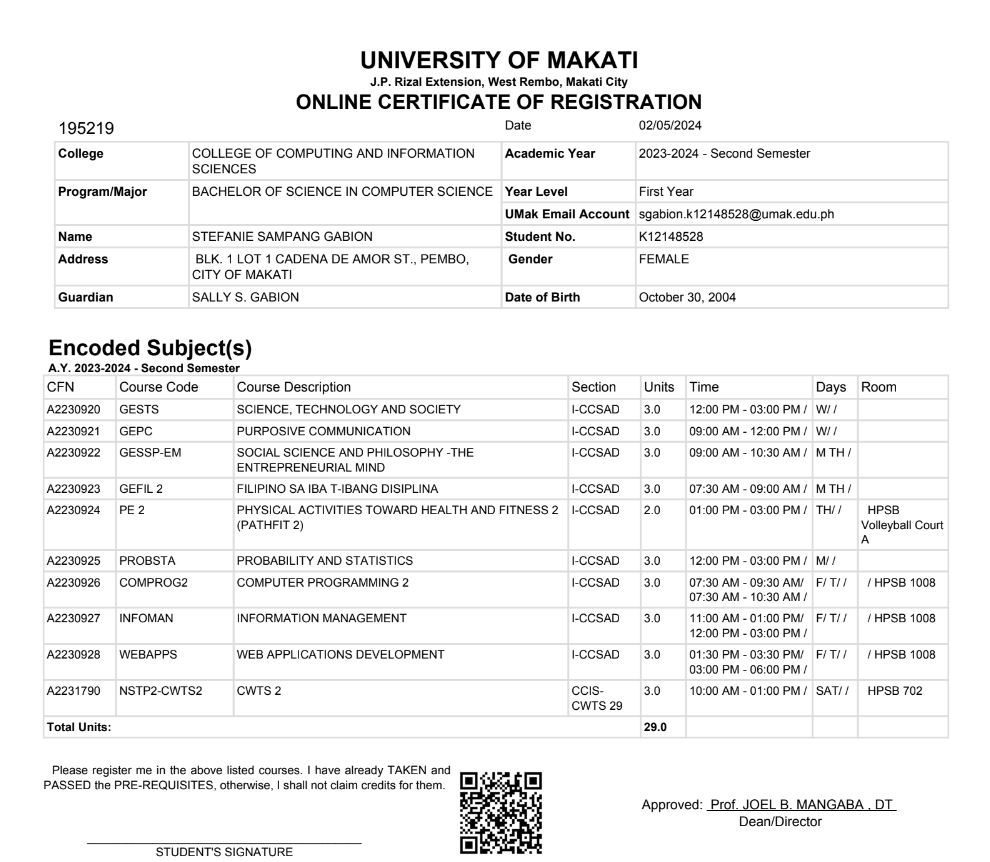 UNIVERSITY OF MAKATI
J.P. Rizal Extension, West Rembo, Makati City
ONLINE CERTIFICATE OF REGISTRATION
195219 Date 02/05/2024
College COLLEGE OF COMPUTING AND INFORMATION SCIENCES Academic Year 2023-2024 - Second Semester
Program/Major BACHELOR OF SCIENCE IN COMPUTER SCIENCE Year Level First Year
UMak Email Account sgabion.k12148528@umak.edu.ph
Name STEFANIE SAMPANG GABION Student No. K12148528
Address BLK. 1 LOT 1 CADENA DE AMOR ST., PEMBO, CITY OF MAKATI Gender FEMALE
Guardian SALLY S. GABION Date of Birth October 30, 2004
Encoded Subject(s)
A.Y. 2023-2024 - Second Semester
CFN Course Code Course Description Section Units Time Days Room
A2230920 GESTS SCIENCE, TECHNOLOGY AND SOCIETY I-CCSAD 3.0 12:00 PM - 03:00 PM / W/ /
A2230921 GEPC PURPOSIVE COMMUNICATION I-CCSAD 3.0 09:00 AM - 12:00 PM / W/ /
A2230922 GESSP-EM SOCIAL SCIENCE AND PHILOSOPHY -THE ENTREPRENEURIAL MIND I-CCSAD 3.0 09:00 AM - 10:30 AM / M TH /
A2230923 GEFIL 2 FILIPINO SA IBA T-IBANG DISIPLINA I-CCSAD 3.0 07:30 AM - 09:00 AM / M TH /
A2230924 PE 2 PHYSICAL ACTIVITIES TOWARD HEALTH AND FITNESS 2 (PATHFIT 2) I-CCSAD 2.0 01:00 PM - 03:00 PM / TH/ / HPSB Volleyball Court A
A2230925 PROBSTA PROBABILITY AND STATISTICS I-CCSAD 3.0 12:00 PM - 03:00 PM / M/ /
A2230926 COMPROG2 COMPUTER PROGRAMMING 2 I-CCSAD 3.0 07:30 AM - 09:30 AM/ 07:30 AM - 10:30 AM / F/ T/ / / HPSB 1008
A2230927 INFOMAN INFORMATION MANAGEMENT I-CCSAD 3.0 11:00 AM - 01:00 PM/ 12:00 PM - 03:00 PM / F/ T/ / / HPSB 1008
A2230928 WEBAPPS WEB APPLICATIONS DEVELOPMENT I-CCSAD 3.0 01:30 PM - 03:30 PM/ 03:00 PM - 06:00 PM / F/ T/ / / HPSB 1008
A2231790 NSTP2-CWTS2 CWTS 2 CCIS-CWTS 29 3.0 10:00 AM - 01:00 PM / SAT/ / HPSB 702
Total Units: 29.0
Please register me in the above listed courses. I have already TAKEN and
PASSED the PRE-REQUISITES, otherwise, I shall not claim credits for them.
Approved: Prof. JOEL B. MANGABA , DT
Dean/Director
STUDENT'S SIGNATURE